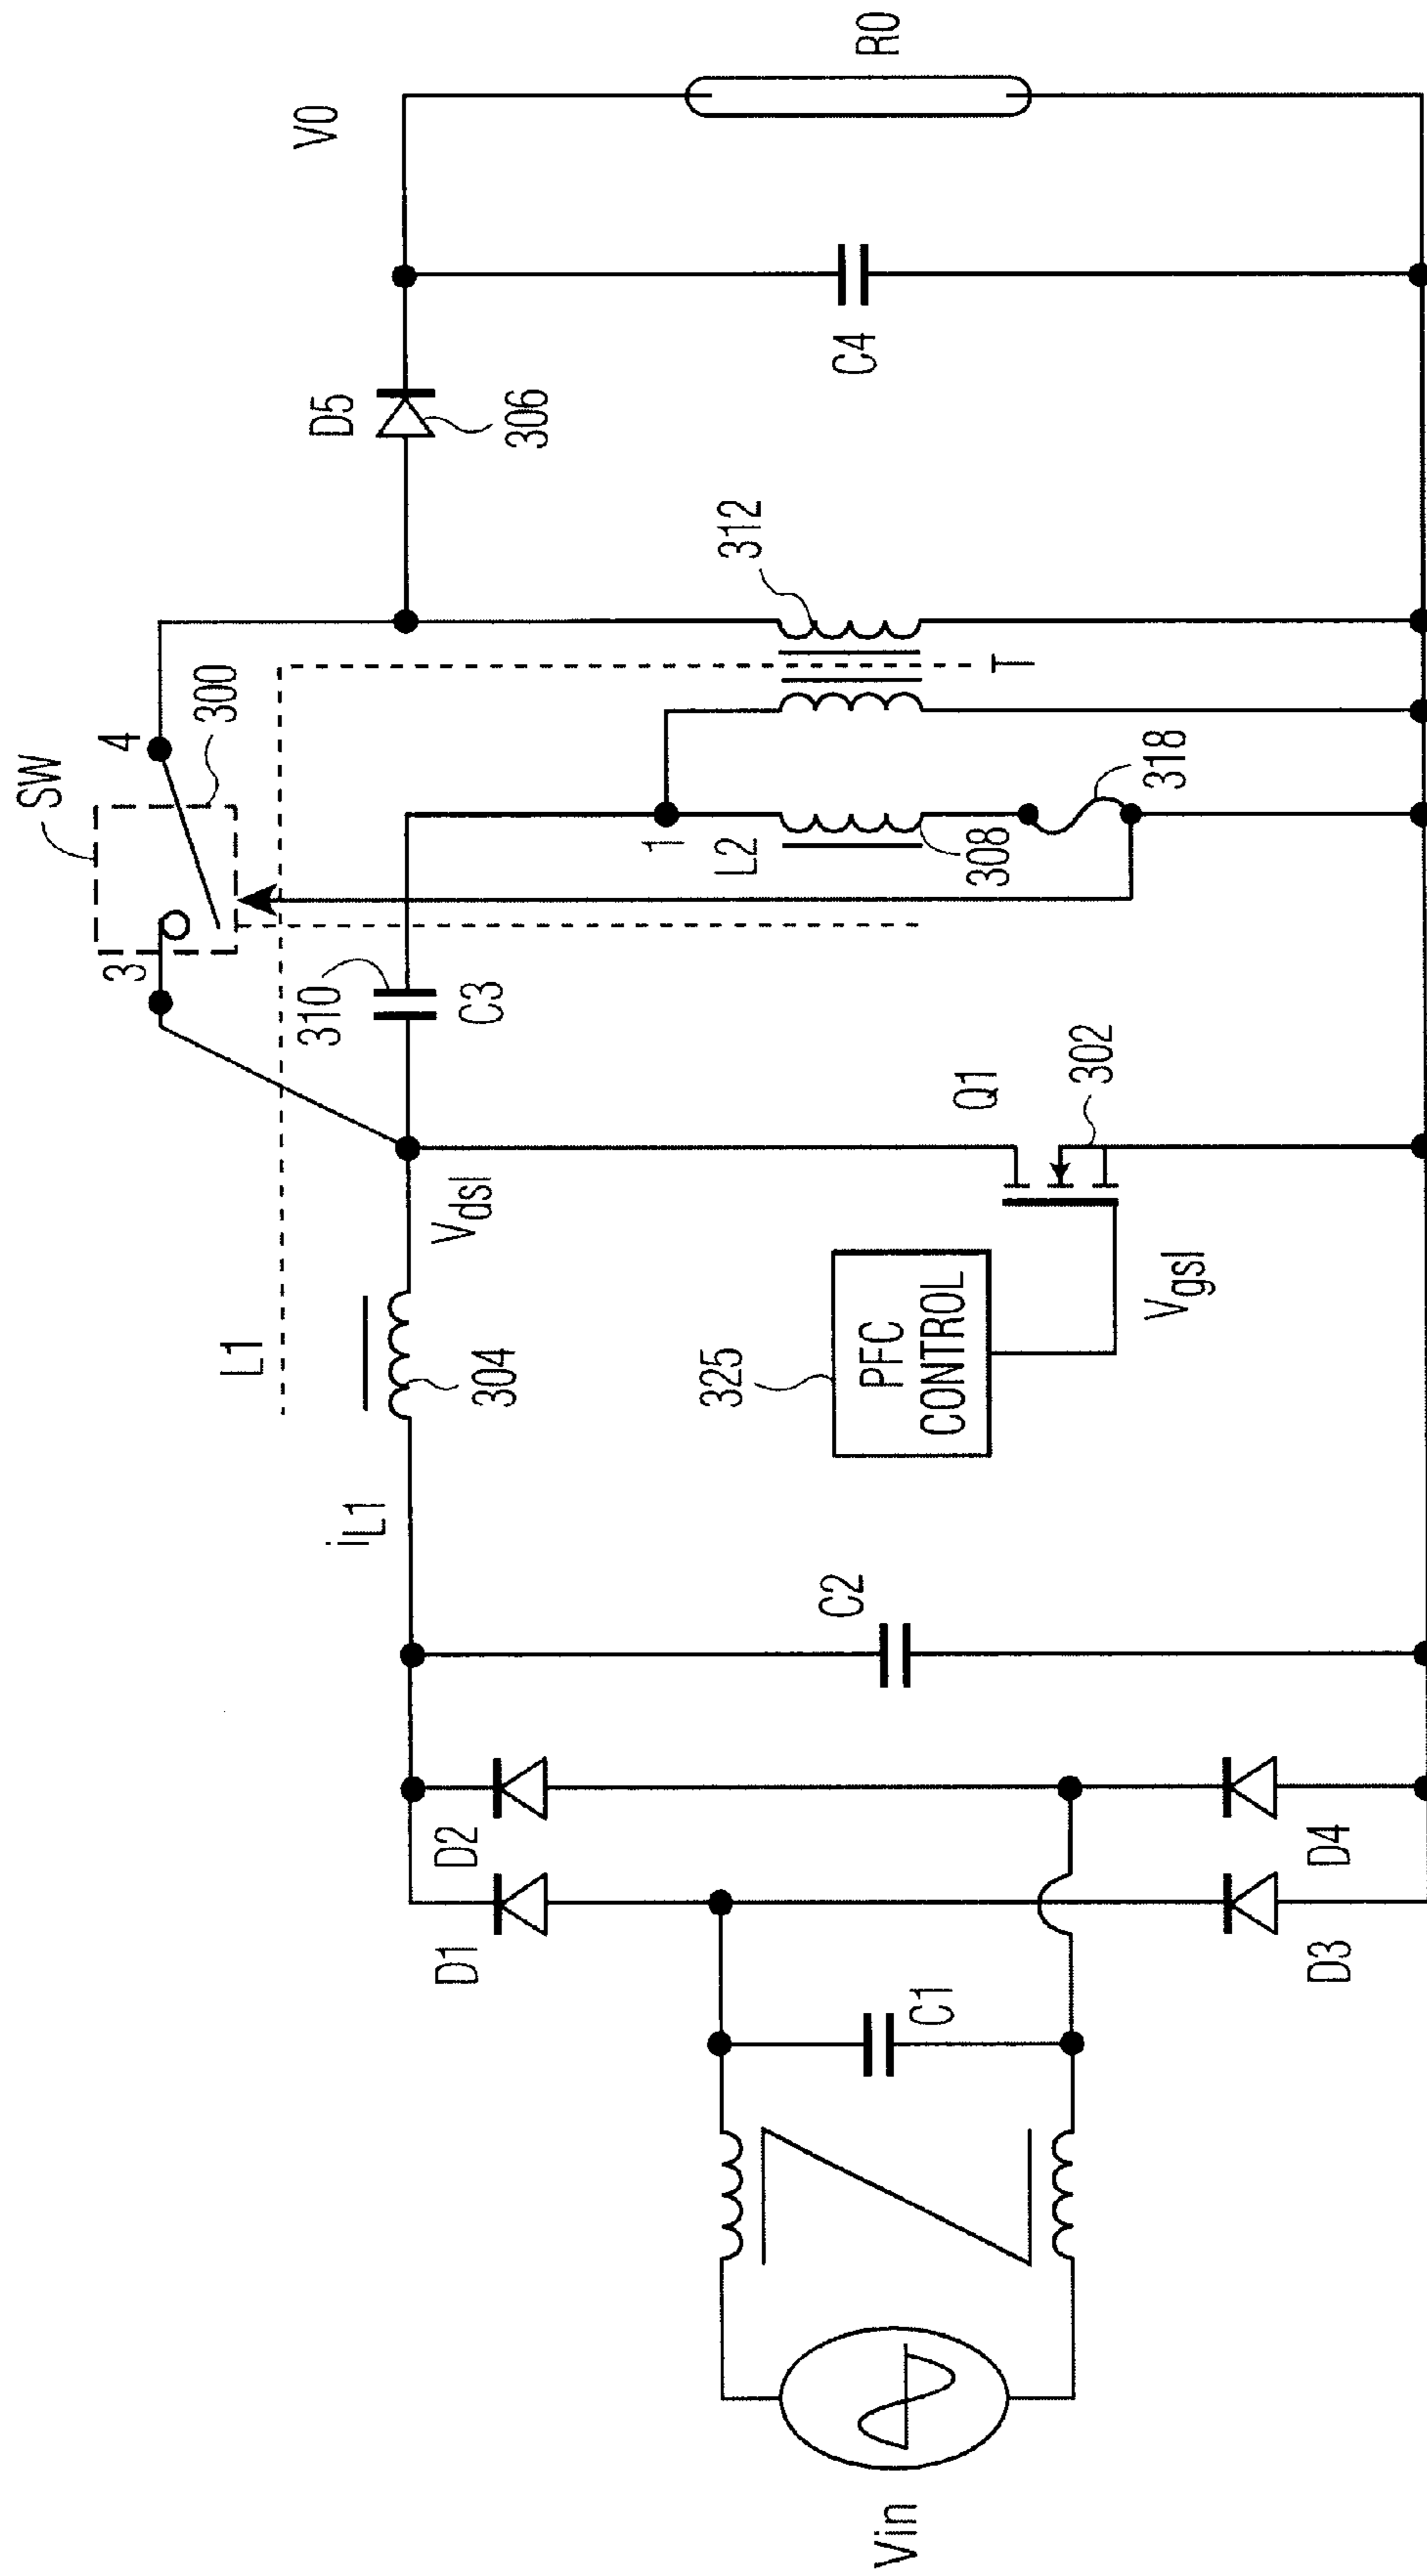 SW
3
4
300
L1
310
C3
Vdsl
iL1
304
D5
306
V0
1
L2
308
318
312
T
C4
R0
Q1
302
325
PFC
CONTROL
Vgsl
C2
D1
D2
D3
D4
C1
Vin